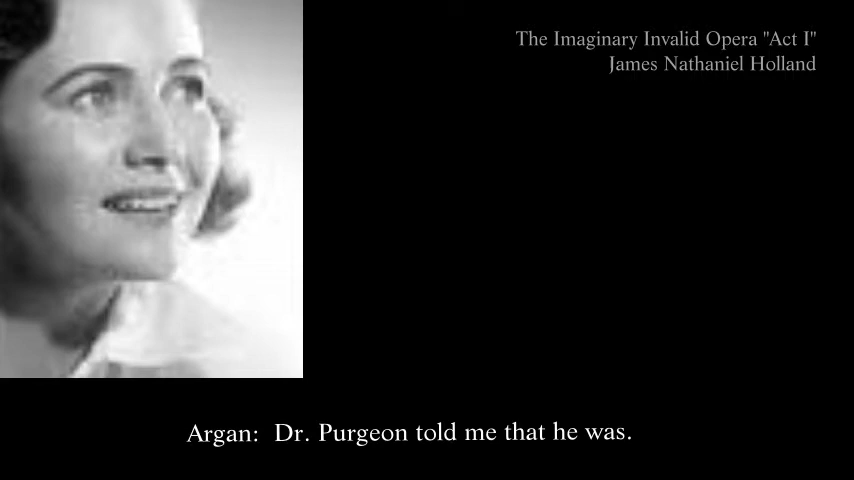 The Imaginary Invalid Opera "Act I"
James Nathaniel Holland
Argan: Dr. Purgeon told me that he was.